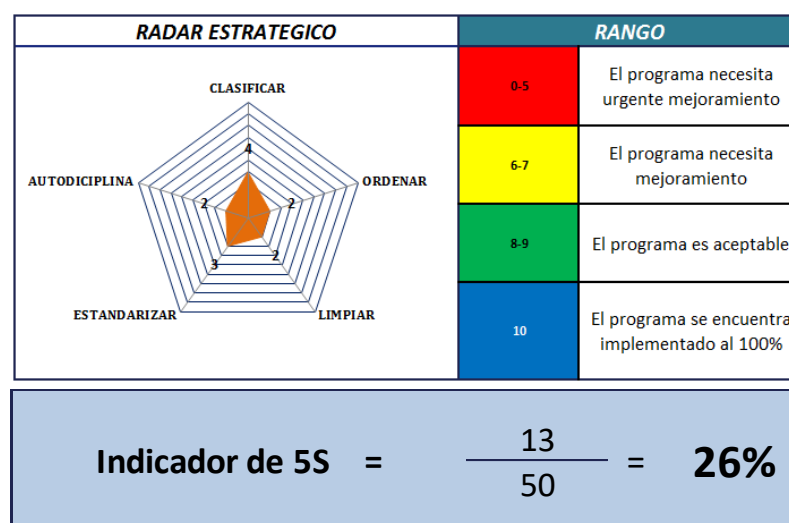 RADAR ESTRATEGICO
RANGO
CLASIFICAR
4
AUTODICIPLINA
2
2
ORDENAR
3
2
ESTANDARIZAR
LIMPIAR
0-5
El programa necesita
urgente mejoramiento
6-7
El programa necesita
mejoramiento
8-9
El programa es aceptable
10
El programa se encuentra
implementado al 100%
Indicador de 5S = 13 / 50 = 26%